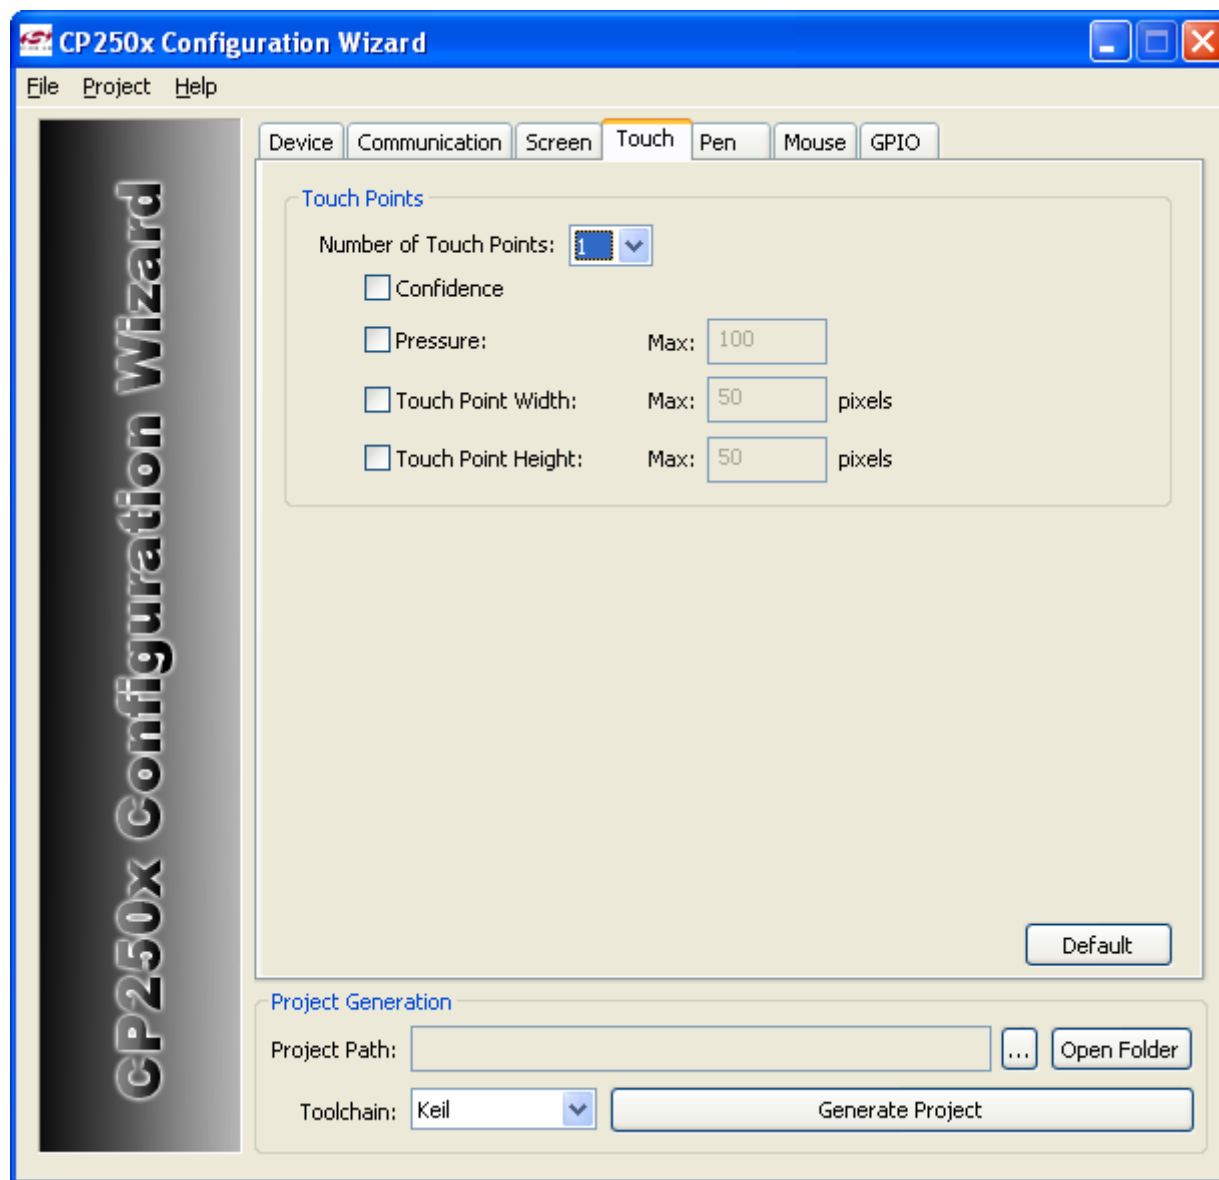 CP250x Configuration Wizard
File Project Help
CP250x Configuration Wizard
Device Communication Screen Touch Pen Mouse GPIO
Touch Points
Number of Touch Points: 1
Confidence
Pressure: Max: 100
Touch Point Width: Max: 50 pixels
Touch Point Height: Max: 50 pixels
Default
Project Generation
Project Path: ... Open Folder
Toolchain: Keil Generate Project